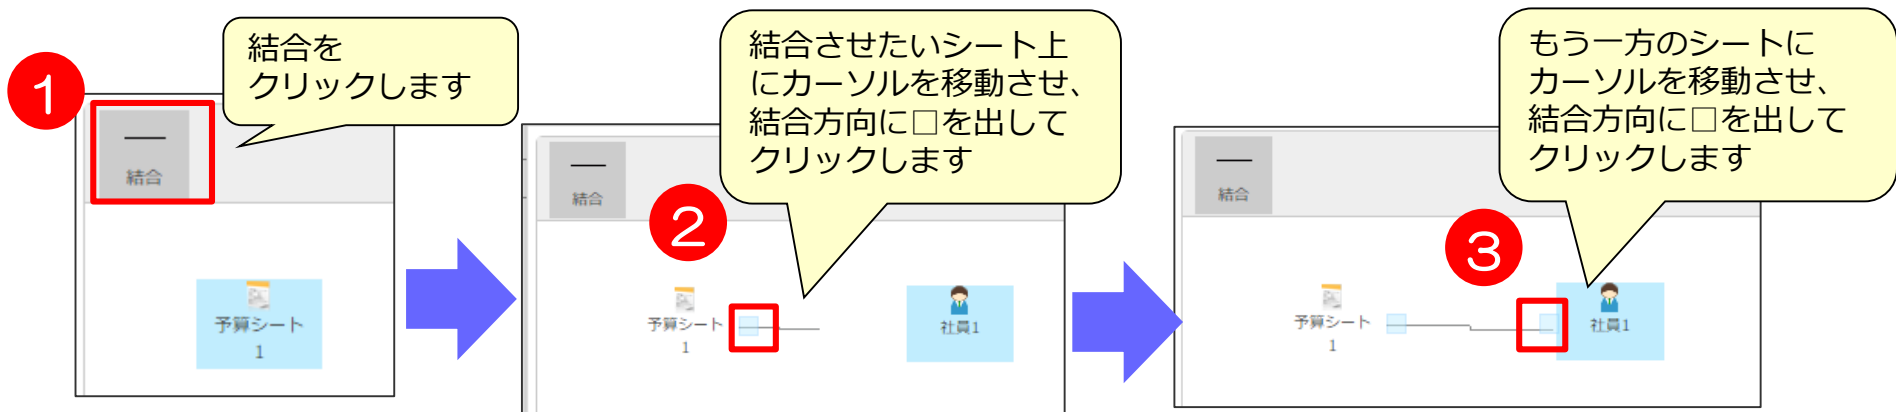 1
結合を
クリックします
結合
予算シート
1
2
結合させたいシート上
にカーソルを移動させ、
結合方向に□を出して
クリックします
結合
予算シート
1
社員1
3
もう一方のシートに
カーソルを移動させ、
結合方向に□を出して
クリックします
結合
予算シート
1
社員1